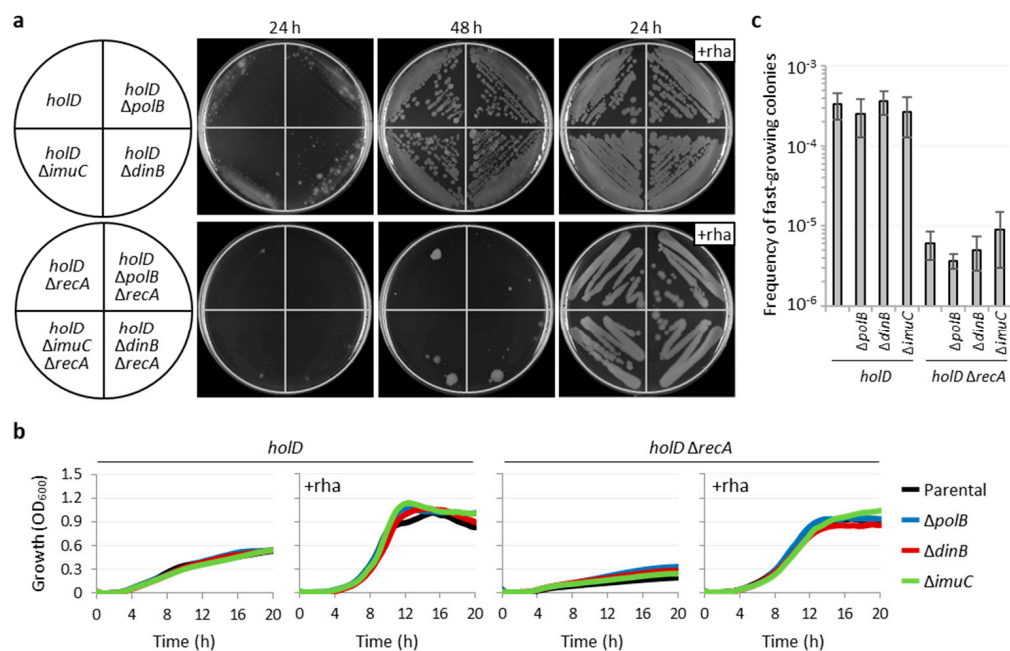 a
24 h 48 h 24 h
holD
holD
ΔpolB
holD
ΔimuC
holD
ΔdinB
+rha
holD
ΔrecA
holD
ΔpolB
ΔrecA
holD
ΔimuC
ΔrecA
holD
ΔdinB
ΔrecA
+rha
c
Frequency of fast-growing colonies
10⁻³
10⁻⁴
10⁻⁵
10⁻⁶
ΔpolB ΔdinB ΔimuC ΔpolB ΔdinB ΔimuC
holD holD ΔrecA
b
holD holD ΔrecA
Growth (OD₆₀₀)
1.5
1.2
0.9
0.6
0.3
0
+rha +rha
0 4 8 12 16 20 0 4 8 12 16 20 0 4 8 12 16 20 0 4 8 12 16 20
Time (h) Time (h) Time (h) Time (h)
Parental
ΔpolB
ΔdinB
ΔimuC